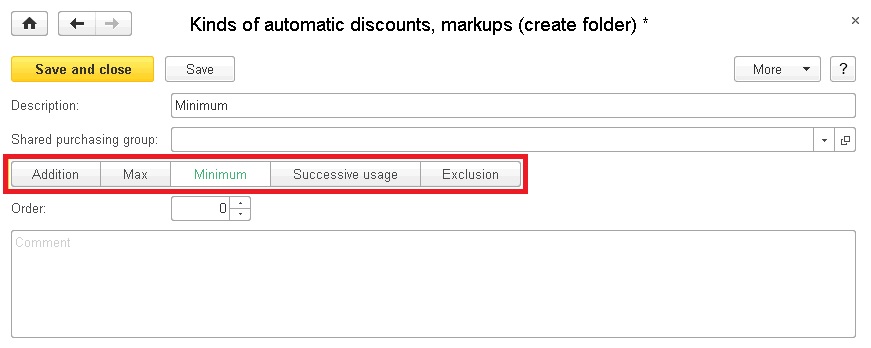 Kinds of automatic discounts, markups (create folder) *
Save and close Save More ?
Description: Minimum
Shared purchasing group:
Addition Max Minimum Successive usage Exclusion
Order: 0
Comment